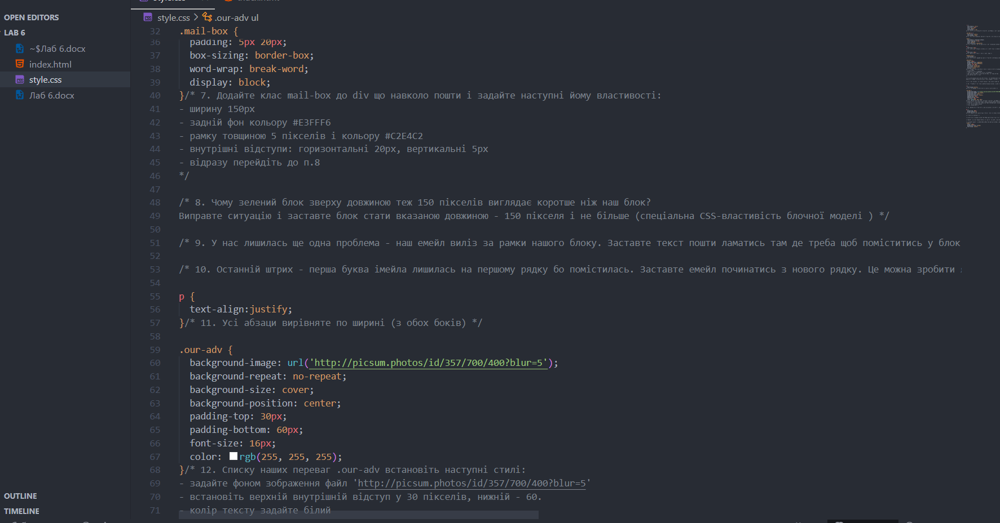 OPEN EDITORS
LAB 6
~$Лаб 6.docx
index.html
style.css
Лаб 6.docx
OUTLINE
TIMELINE
style.css > .our-adv ul
32 .mail-box {
36 padding: 5px 20px;
37 box-sizing: border-box;
38 word-wrap: break-word;
39 display: block;
40 }/* 7. Додайте клас mail-box до div що навколо пошти і задайте наступні йому властивості:
41 - ширину 150px
42 - задній фон кольору #E3FFF6
43 - рамку товщиною 5 пікселів і кольору #C2E4C2
44 - внутрішні відступи: горизонтальні 20px, вертикальні 5px
45 - відразу перейдіть до п.8
46 */
47
48 /* 8. Чому зелений блок зверху довжиною теж 150 пікселів виглядає коротше ніж наш блок?
49 Виправте ситуацію і заставте блок стати вказаною довжиною - 150 пікселя і не більше (спеціальна CSS-властивість блочної моделі ) */
50
51 /* 9. У нас лишилась ще одна проблема - наш емейл виліз за рамки нашого блоку. Заставте текст пошти ламатись там де треба щоб поміститись у блок
52
53 /* 10. Останній штрих - перша буква імейла лишилась на першому рядку бо помістилась. Заставте емейл починатись з нового рядку. Це можна зробити
54
55 p {
56 text-align:justify;
57 }/* 11. Усі абзаци вирівняте по ширині (з обох боків) */
58
59 .our-adv {
60 background-image: url('http://picsum.photos/id/357/700/400?blur=5');
61 background-repeat: no-repeat;
62 background-size: cover;
63 background-position: center;
64 padding-top: 30px;
65 padding-bottom: 60px;
66 font-size: 16px;
67 color: rgb(255, 255, 255);
68 }/* 12. Списку наших переваг .our-adv встановіть наступні стилі:
69 - задайте фоном зображення файл 'http://picsum.photos/id/357/700/400?blur=5'
70 - встановіть верхній внутрішній відступ у 30 пікселів, нижній - 60.
71 - колір тексту задайте білий